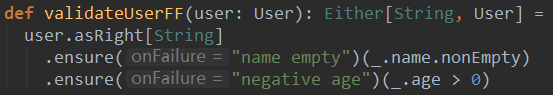 def validateUserFF(user: User): Either[String, User] =
user.asRight[String]
.ensure( onFailure = "name empty")(_.name.nonEmpty)
.ensure( onFailure = "negative age")(_.age > 0)